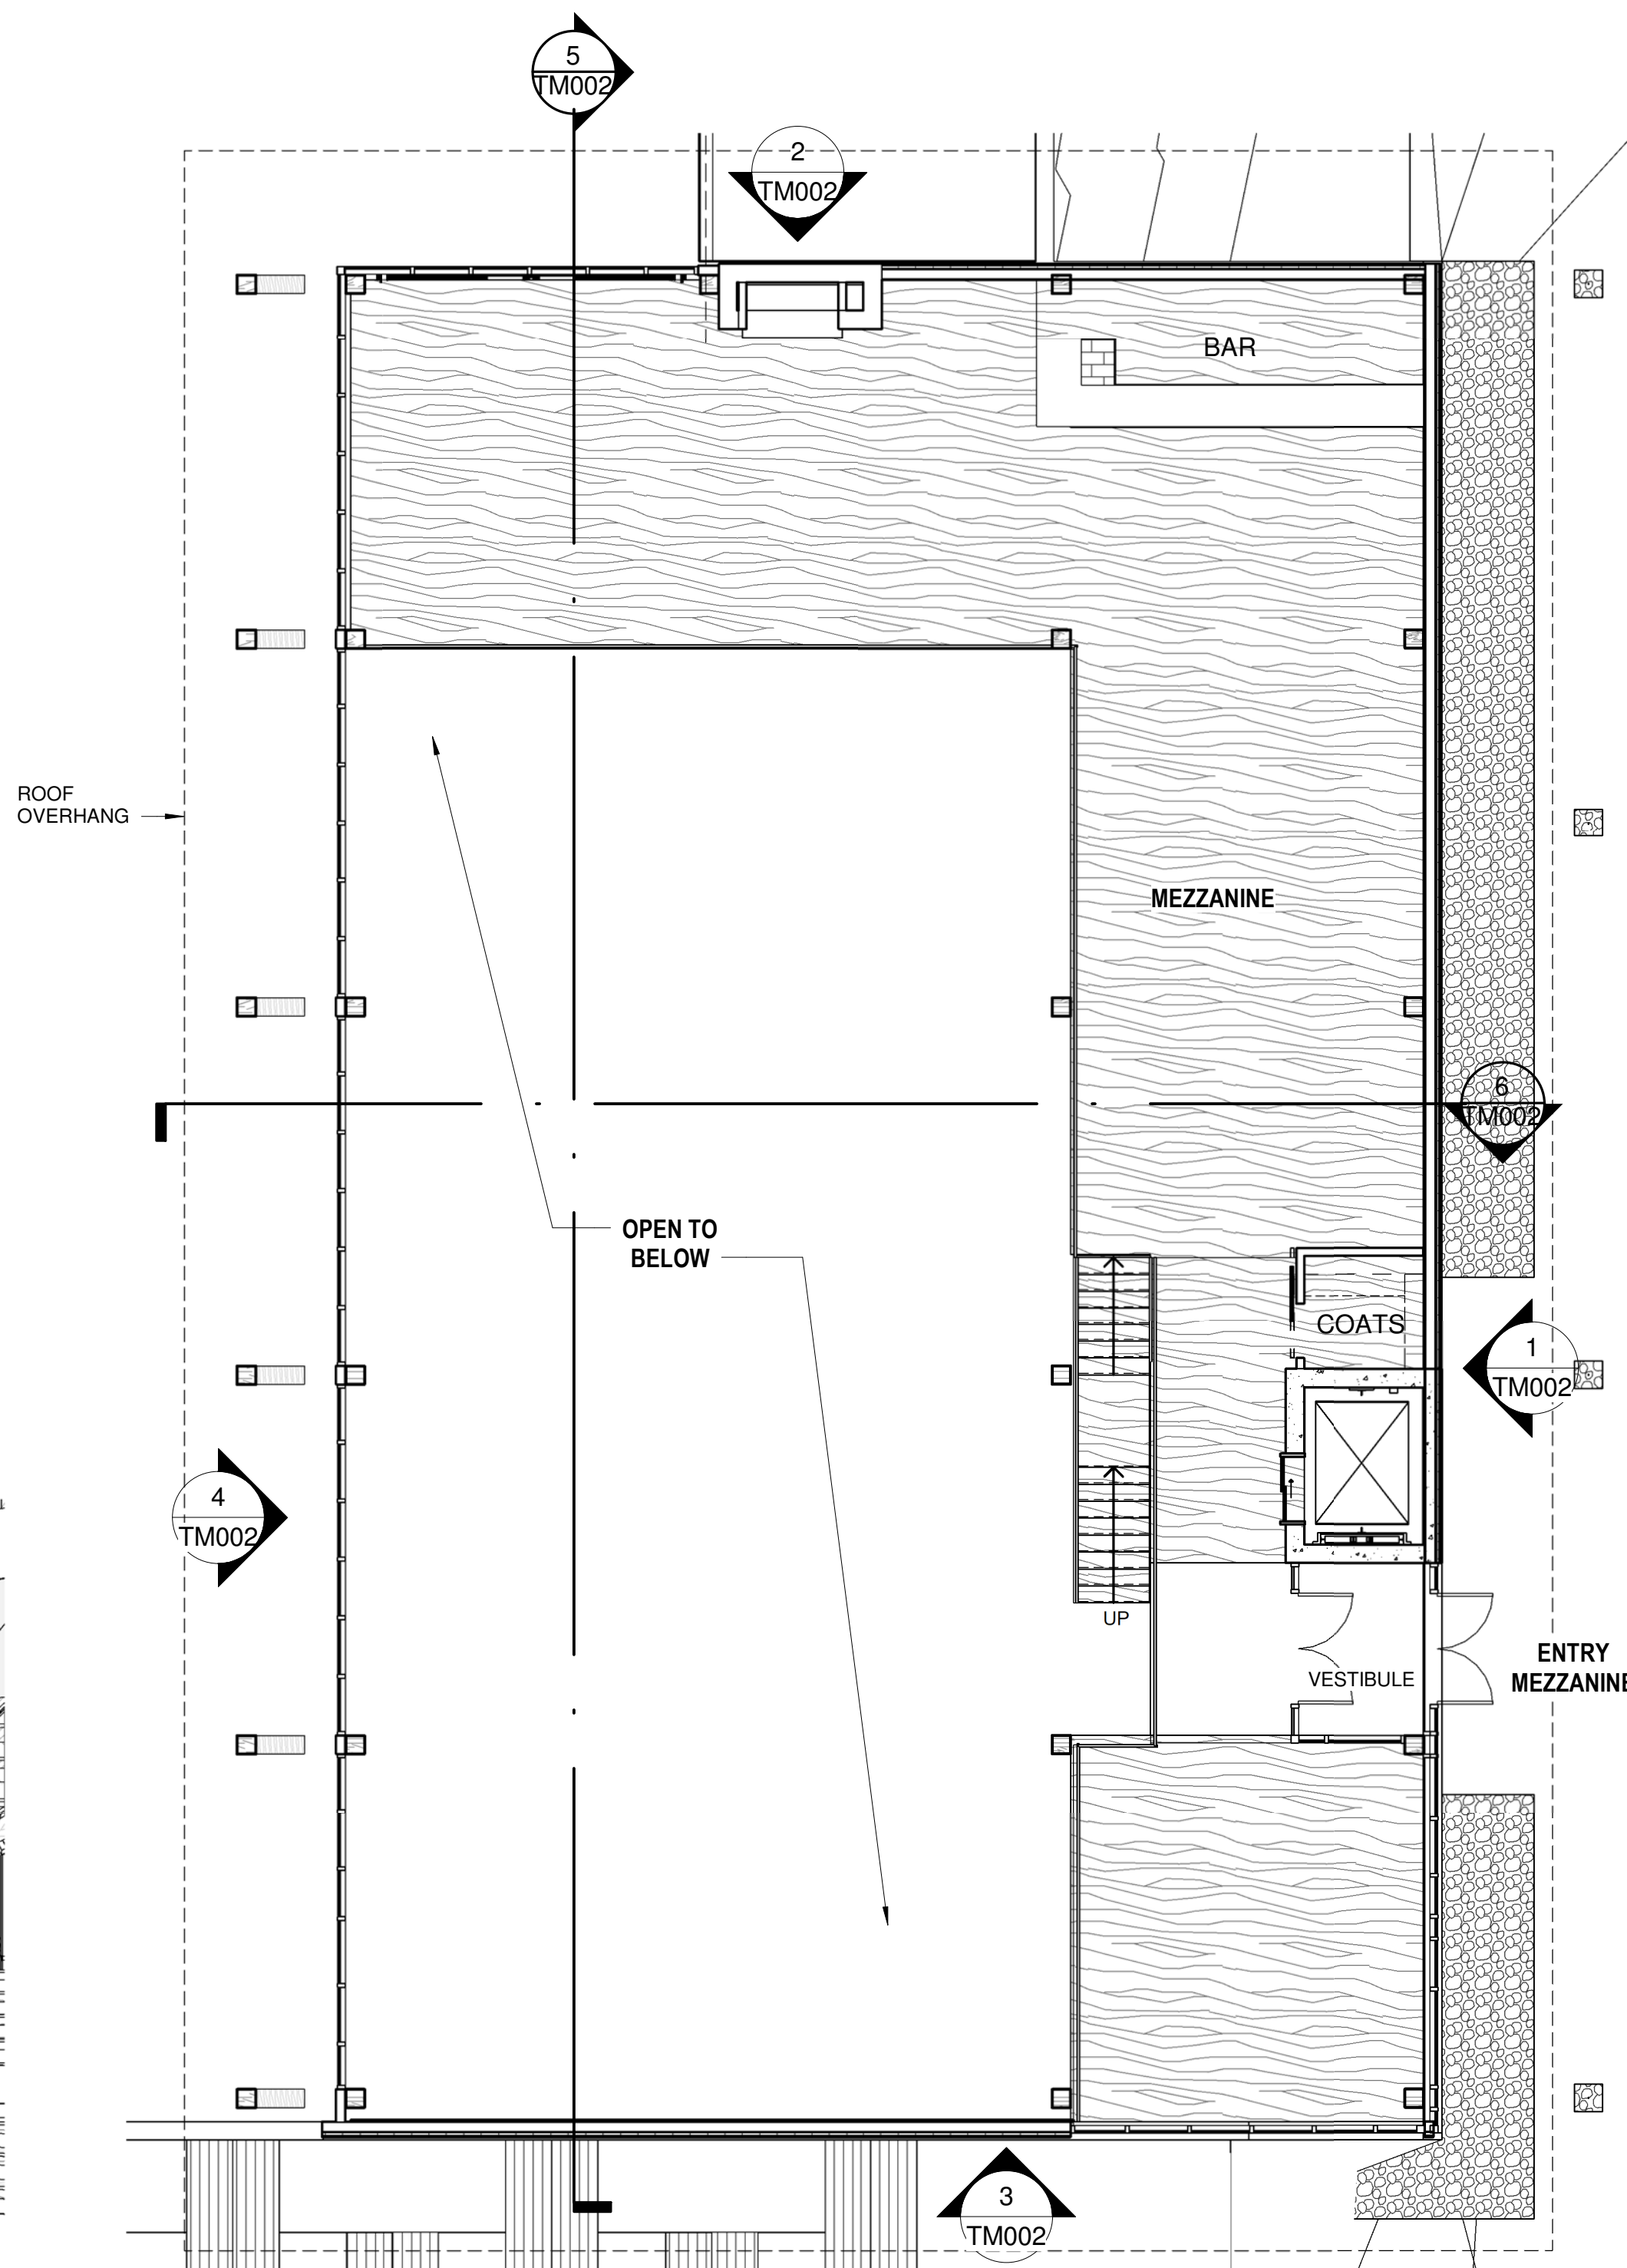 5
TM002
2
TM002
BAR
ROOF
OVERHANG
MEZZANINE
6
TM002
OPEN TO
BELOW
COATS
1
TM002
4
TM002
UP
ENTRY
MEZZANINE
VESTIBULE
3
TM002